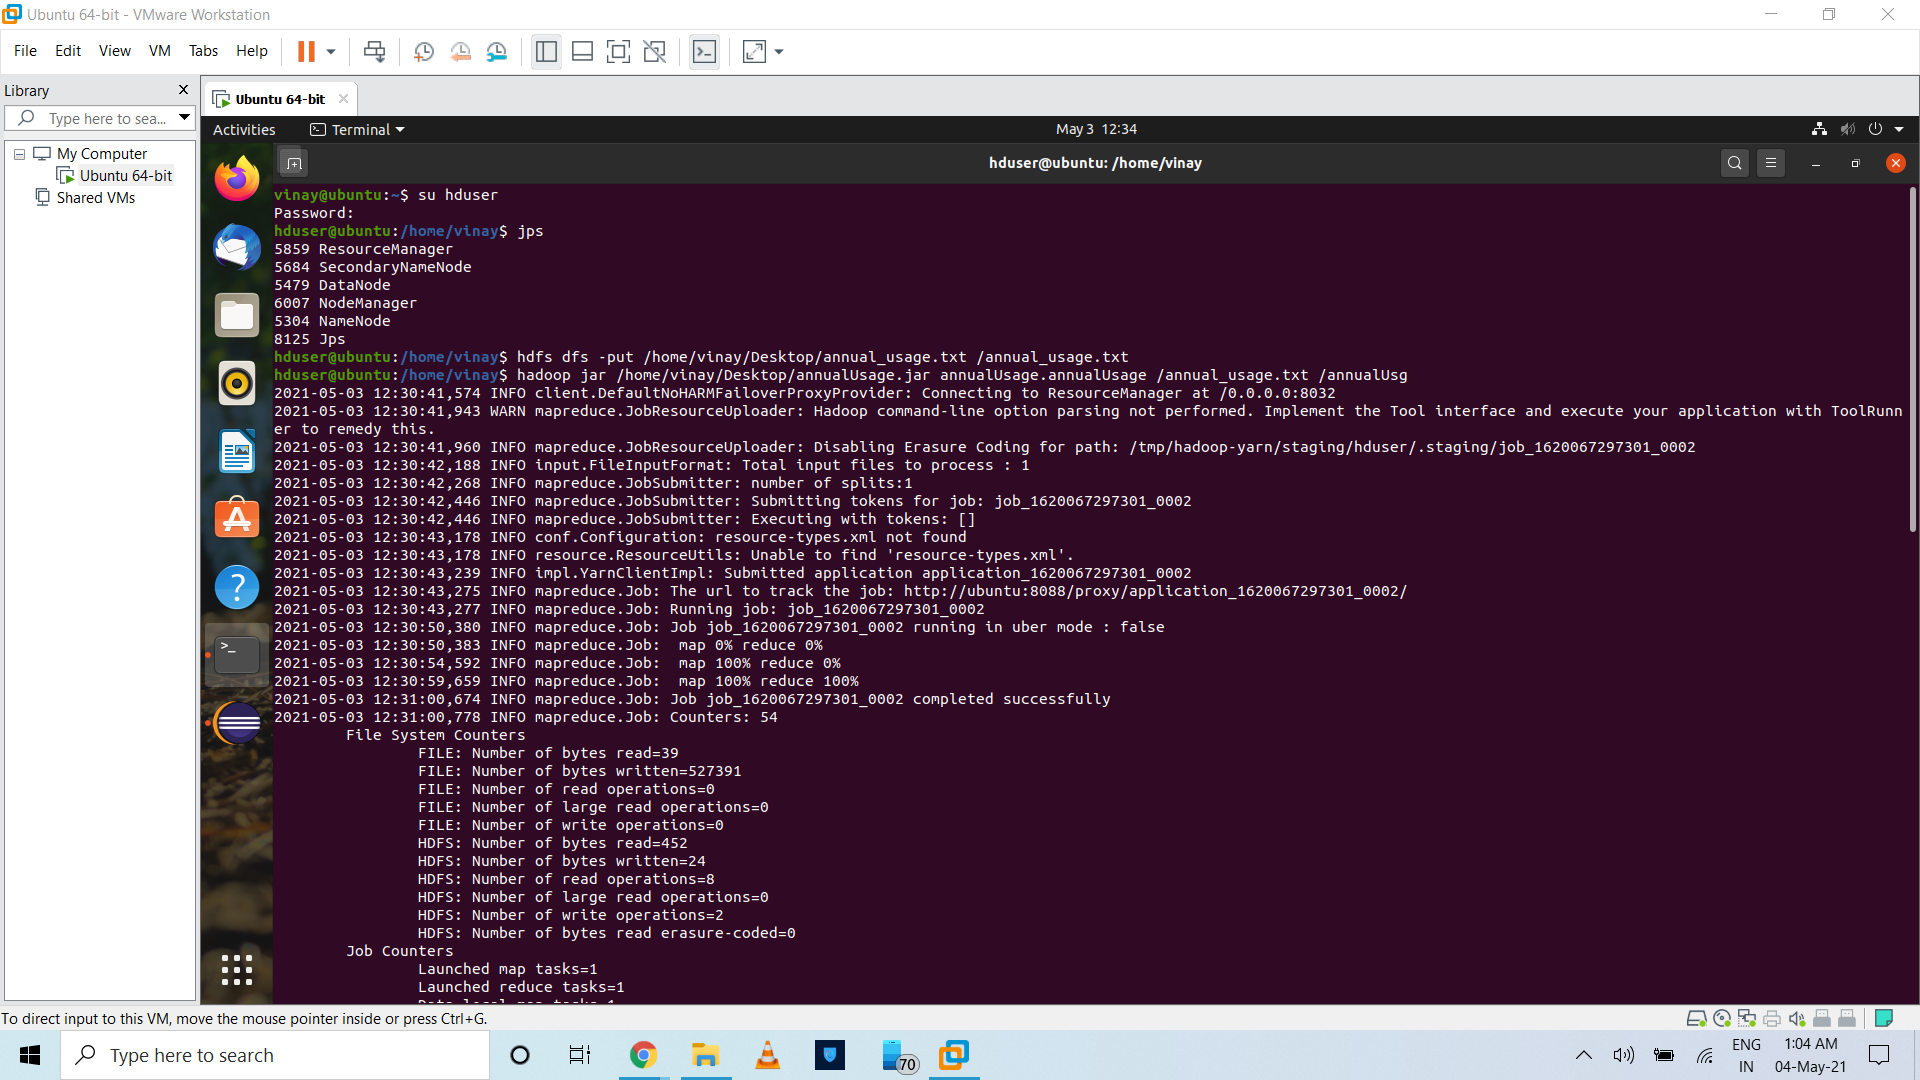 Ubuntu 64-bit - VMware Workstation
File Edit View VM Tabs Help
Library
Type here to sea...
My Computer
Ubuntu 64-bit
Shared VMs
Ubuntu 64-bit
Activities Terminal May 3 12:34
hduser@ubuntu: /home/vinay
vinay@ubuntu:~$ su hduser
Password:
hduser@ubuntu:/home/vinay$ jps
5859 ResourceManager
5684 SecondaryNameNode
5479 DataNode
6007 NodeManager
5304 NameNode
8125 Jps
hduser@ubuntu:/home/vinay$ hdfs dfs -put /home/vinay/Desktop/annual_usage.txt /annual_usage.txt
hduser@ubuntu:/home/vinay$ hadoop jar /home/vinay/Desktop/annualUsage.jar annualUsage.annualUsage /annual_usage.txt /annualUsg
2021-05-03 12:30:41,574 INFO client.DefaultNoHARMFailoverProxyProvider: Connecting to ResourceManager at /0.0.0.0:8032
2021-05-03 12:30:41,943 WARN mapreduce.JobResourceUploader: Hadoop command-line option parsing not performed. Implement the Tool interface and execute your application with ToolRunn
er to remedy this.
2021-05-03 12:30:41,960 INFO mapreduce.JobResourceUploader: Disabling Erasure Coding for path: /tmp/hadoop-yarn/staging/hduser/.staging/job_1620067297301_0002
2021-05-03 12:30:42,188 INFO input.FileInputFormat: Total input files to process : 1
2021-05-03 12:30:42,268 INFO mapreduce.JobSubmitter: number of splits:1
2021-05-03 12:30:42,446 INFO mapreduce.JobSubmitter: Submitting tokens for job: job_1620067297301_0002
2021-05-03 12:30:42,446 INFO mapreduce.JobSubmitter: Executing with tokens: []
2021-05-03 12:30:43,178 INFO conf.Configuration: resource-types.xml not found
2021-05-03 12:30:43,178 INFO resource.ResourceUtils: Unable to find 'resource-types.xml'.
2021-05-03 12:30:43,239 INFO impl.YarnClientImpl: Submitted application application_1620067297301_0002
2021-05-03 12:30:43,275 INFO mapreduce.Job: The url to track the job: http://ubuntu:8088/proxy/application_1620067297301_0002/
2021-05-03 12:30:43,277 INFO mapreduce.Job: Running job: job_1620067297301_0002
2021-05-03 12:30:50,380 INFO mapreduce.Job: Job job_1620067297301_0002 running in uber mode : false
2021-05-03 12:30:50,383 INFO mapreduce.Job:  map 0% reduce 0%
2021-05-03 12:30:54,592 INFO mapreduce.Job:  map 100% reduce 0%
2021-05-03 12:30:59,659 INFO mapreduce.Job:  map 100% reduce 100%
2021-05-03 12:31:00,674 INFO mapreduce.Job: Job job_1620067297301_0002 completed successfully
2021-05-03 12:31:00,778 INFO mapreduce.Job: Counters: 54
File System Counters
FILE: Number of bytes read=39
FILE: Number of bytes written=527391
FILE: Number of read operations=0
FILE: Number of large read operations=0
FILE: Number of write operations=0
HDFS: Number of bytes read=452
HDFS: Number of bytes written=24
HDFS: Number of read operations=8
HDFS: Number of large read operations=0
HDFS: Number of write operations=2
HDFS: Number of bytes read erasure-coded=0
Job Counters
Launched map tasks=1
Launched reduce tasks=1
To direct input to this VM, move the mouse pointer inside or press Ctrl+G.
Type here to search
70
ENG
IN
1:04 AM
04-May-21